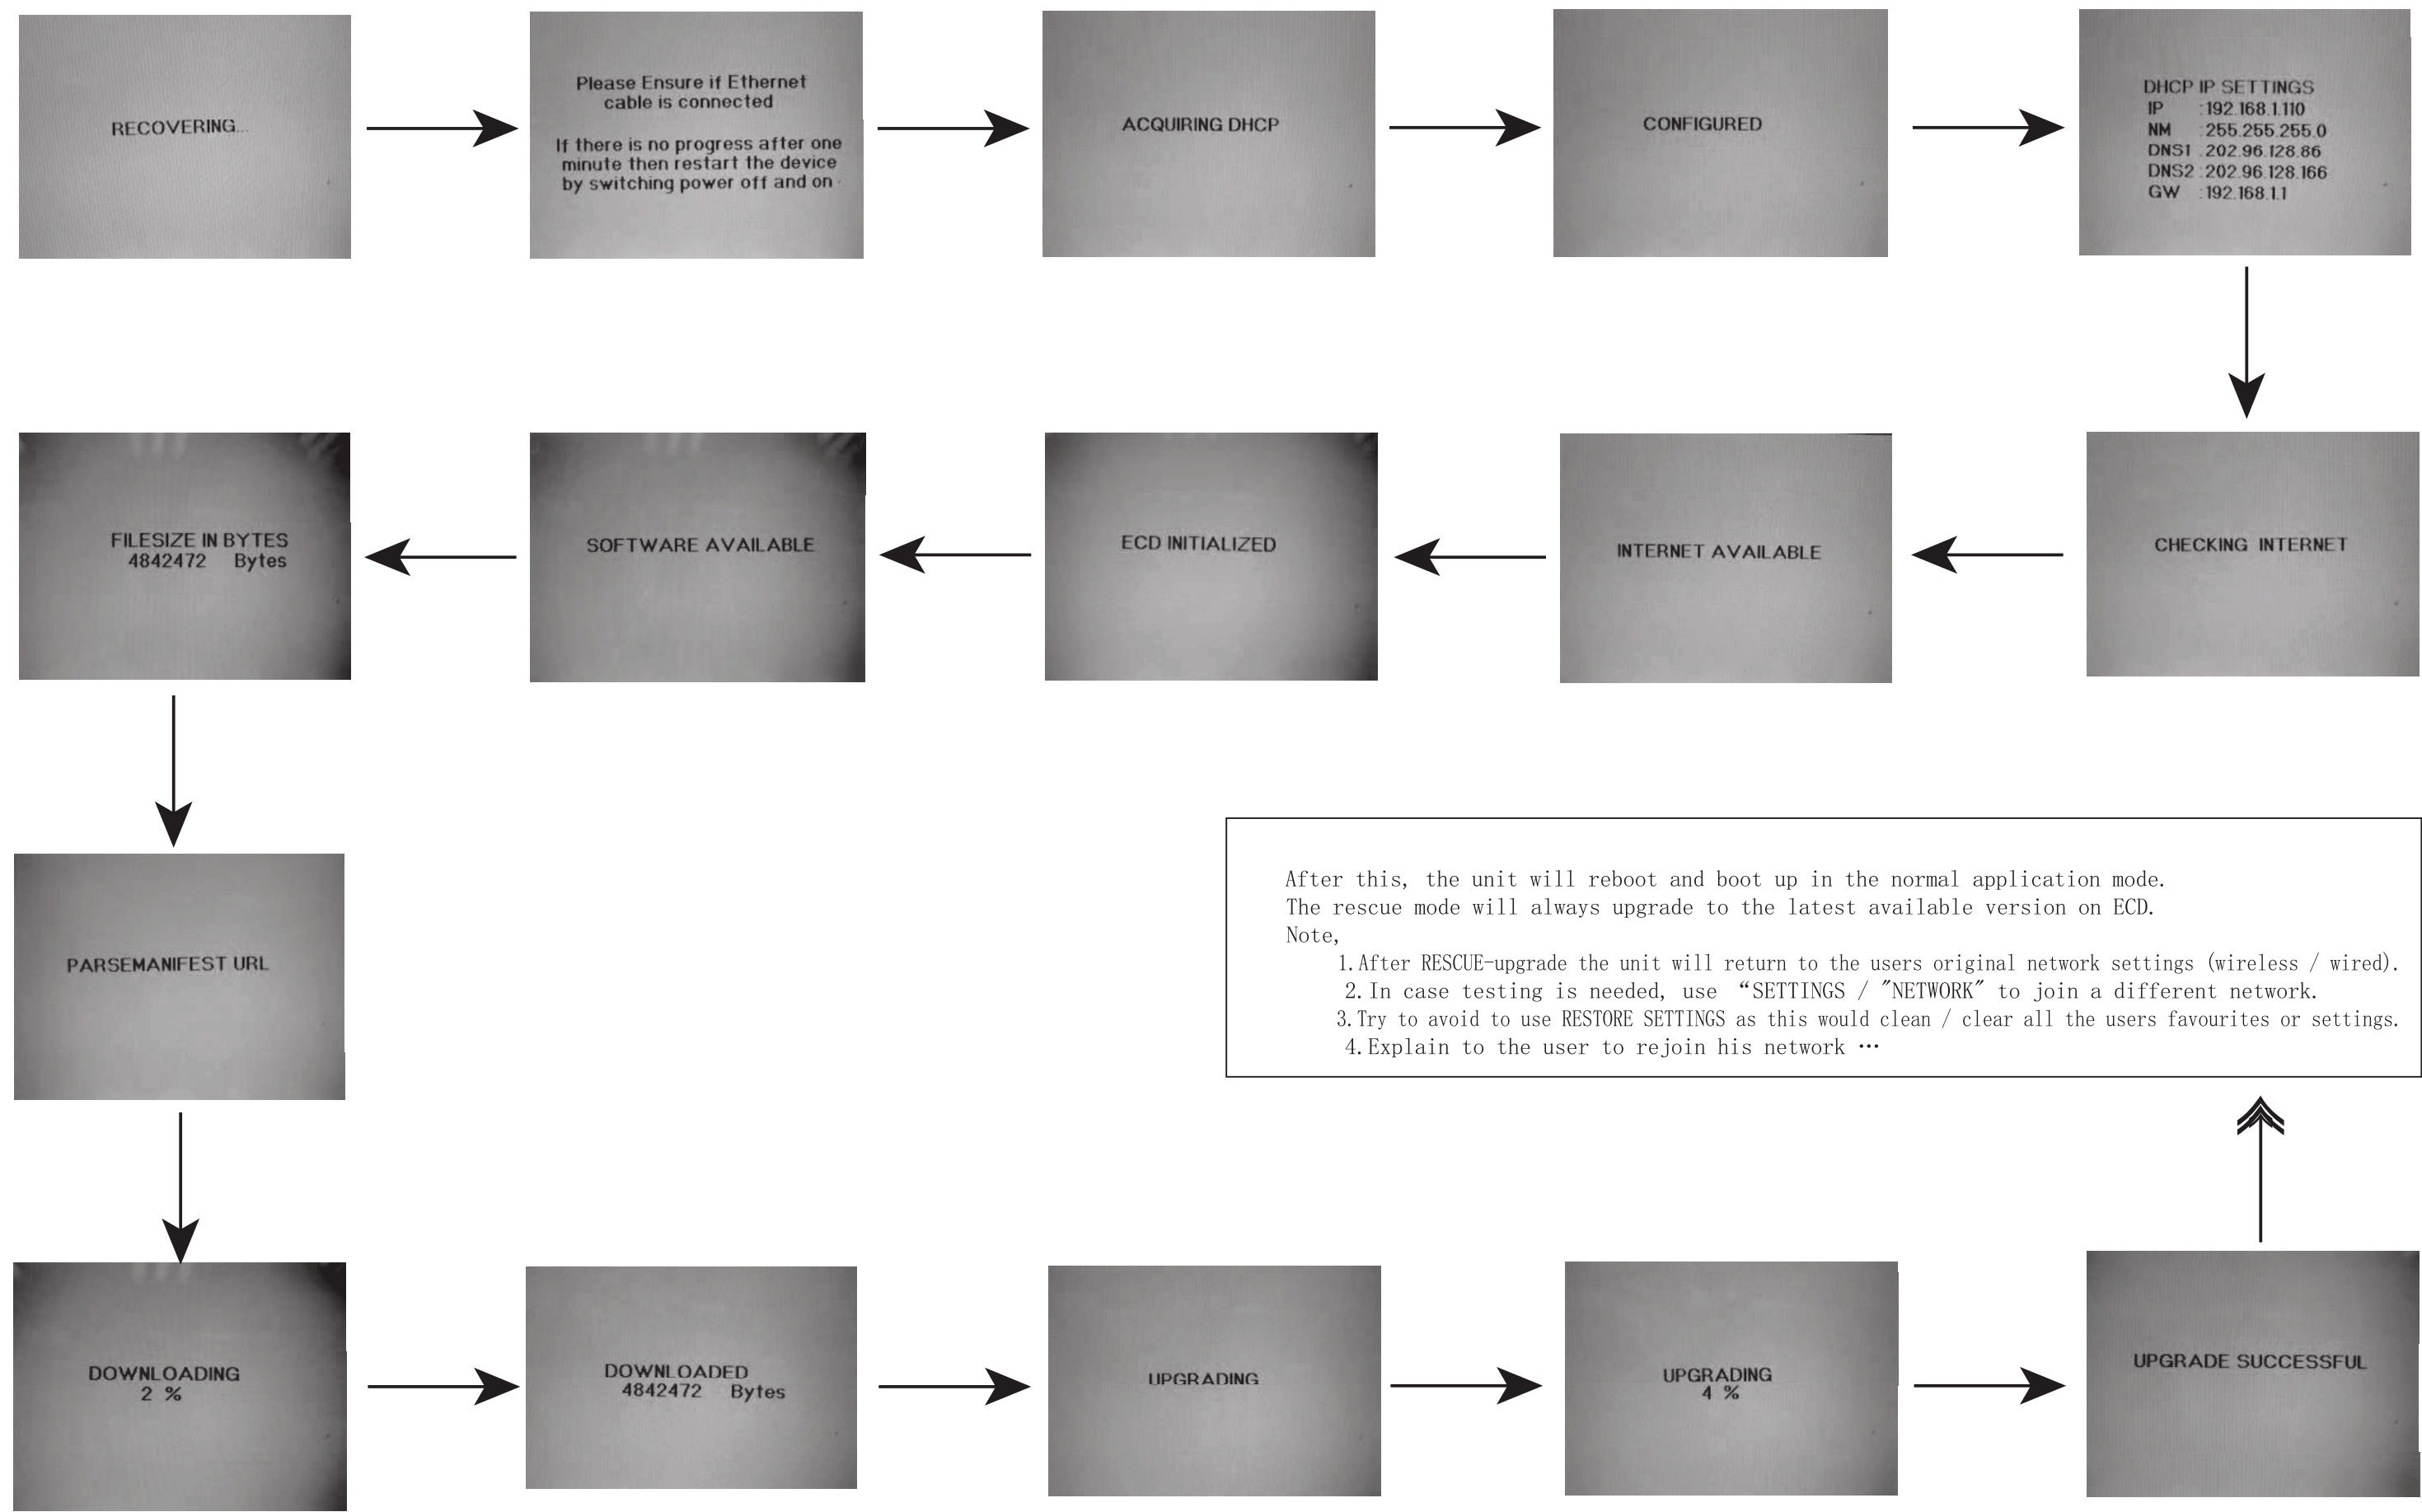 RECOVERING...
Please Ensure if Ethernet
cable is connected
If there is no progress after one
minute then restart the device
by switching power off and on
ACQUIRING DHCP
CONFIGURED
DHCP IP SETTINGS
IP :192.168.1.110
NM :255.255.255.0
DNS1 :202.96.128.86
DNS2 :202.96.128.166
GW :192.168.1.1
CHECKING INTERNET
INTERNET AVAILABLE
ECD INITIALIZED
SOFTWARE AVAILABLE
FILESIZE IN BYTES
4842472 Bytes
PARSEMANIFEST URL
DOWNLOADING
2 %
DOWNLOADED
4842472 Bytes
UPGRADING
UPGRADING
4 %
UPGRADE SUCCESSFUL
After this, the unit will reboot and boot up in the normal application mode.
The rescue mode will always upgrade to the latest available version on ECD.
Note,
1.After RESCUE-upgrade the unit will return to the users original network settings (wireless / wired).
2.In case testing is needed, use “SETTINGS / "NETWORK" to join a different network.
3.Try to avoid to use RESTORE SETTINGS as this would clean / clear all the users favourites or settings.
4.Explain to the user to rejoin his network …